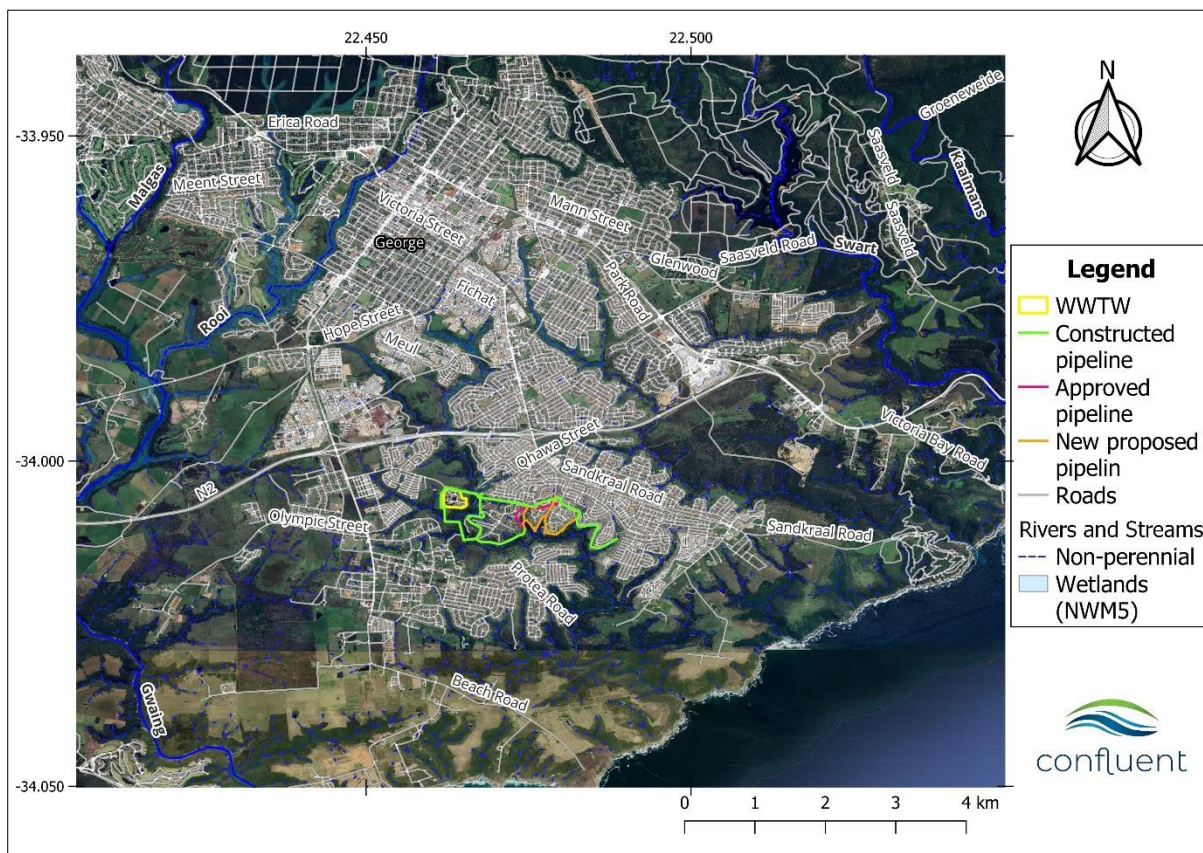 22.450
22.500
N
-33.950
-34.000
-34.050
Erica Road
Meent Street
Malgas
Victoria Street
George
Mann Street
Glenwood
Saasveld Road
Swart
Saasveld
Saasveld
Groeneweide
Kaaimans
Park Road
Fichat
Rooi
Hope Street
Meul
Victoria Bay Road
N2
Qhawa Street
Sandkraal Road
Sandkraal Road
Olympic Street
Protea Road
Beach Road
Gwaing
Legend
WWTW
Constructed
pipeline
Approved
pipeline
New proposed
pipelin
Roads
Rivers and Streams
Non-perennial
Wetlands
(NWM5)
confluent
0 1 2 3 4 km